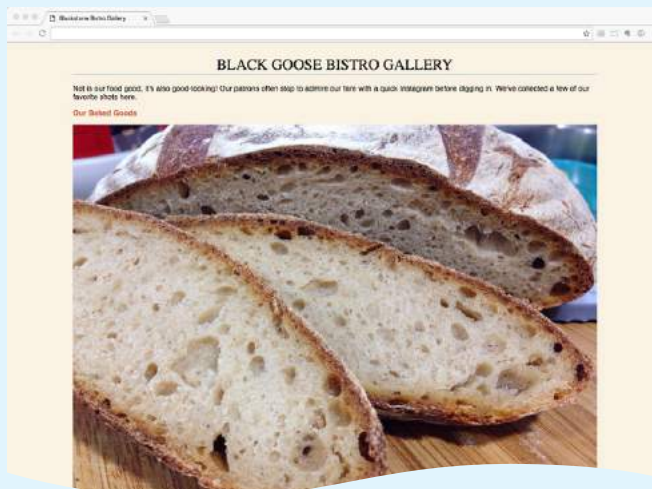 Blackstone Bistro Gallery
BLACK GOOSE BISTRO GALLERY
Not is our food good, it's also good-looking! Our patrons often stop to admire our fare with a quick Instagram before digging in. We've collected a few of our
favorite shots here.
Our Baked Goods